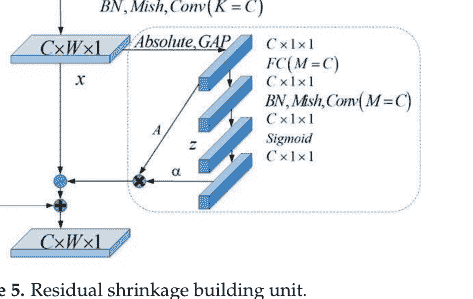 BN, Mish, Conv(K=C)
C×W×1
Absolute, GAP
C×1×1
FC(M=C)
C×1×1
BN, Mish, Conv(M=C)
C×1×1
Sigmoid
C×1×1
x
A
z
α
C×W×1
e 5. Residual shrinkage building unit.